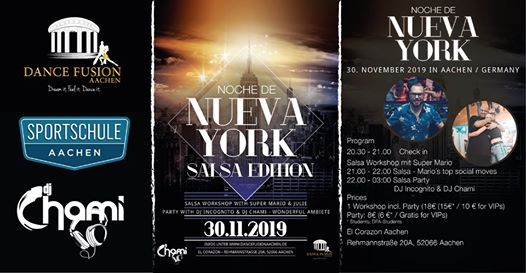 DANCE FUSION
AACHEN
Dream it. Feel it. Dance it.
SPORTSCHULE
AACHEN
dj
Chami
NOCHE DE
NUEVA
YORK
SALSA EDITION
SALSA WORKSHOP WITH SUPER MARIO & JULIE
PARTY WITH DJ INCOGNITO & DJ CHAMI - WONDERFUL AMBIETE
30.11.2019
INFOS UNTER WWW.DANCEFUSIONAACHEN.DE
EL CORAZON - REHMANNSTRASSE 20A, 52066 AACHEN
Chami
NOCHE DE
NUEVA
YORK
30. NOVEMBER 2019 IN AACHEN / GERMANY
Program
20.30 - 21.00 Check in
Salsa Workshop mit Super Mario
21.00 - 22.00 Salsa - Mario's top social moves
22.00 - 03:00 Salsa Party
DJ Incognito & DJ Chami
Prices
1 Workshop incl. Party (18€ (15€* / 10 € for VIPs)
Party: 8€ (6 €* / Gratis for VIPs)
* Students, DFA-Students
El Corazon Aachen
Rehmannstraße 20A, 52066 Aachen